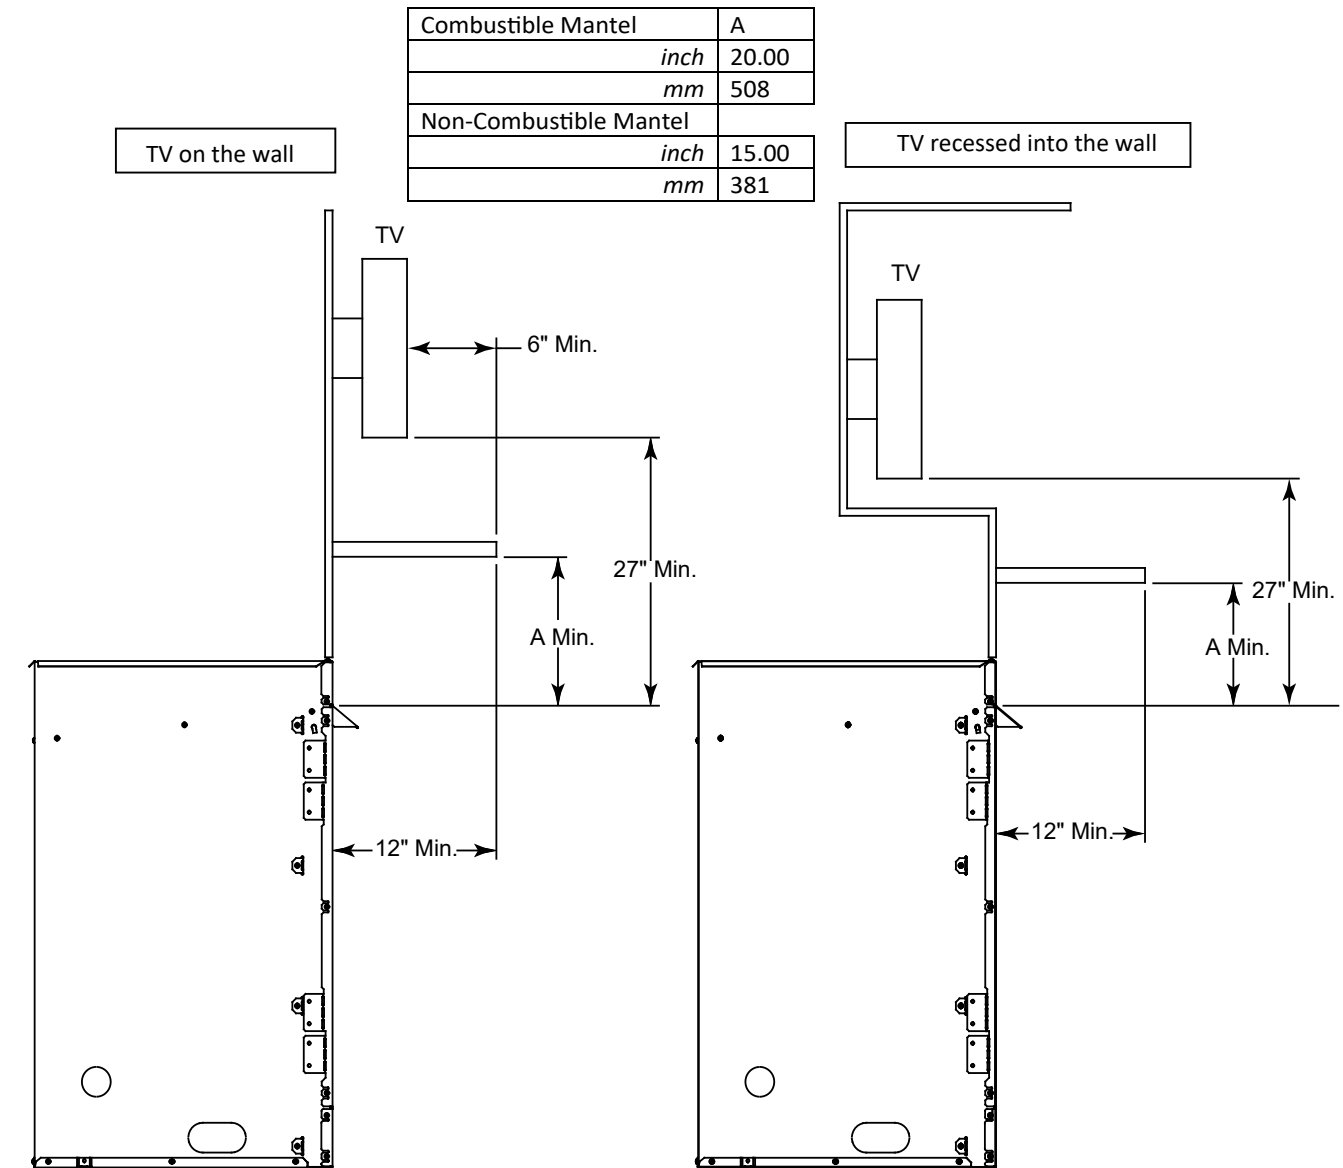 Combustible Mantel A
inch 20.00
mm 508
Non-Combustible Mantel
inch 15.00
mm 381
TV on the wall
TV recessed into the wall
TV
6" Min.
27" Min.
A Min.
12" Min.
TV
27" Min.
A Min.
12" Min.